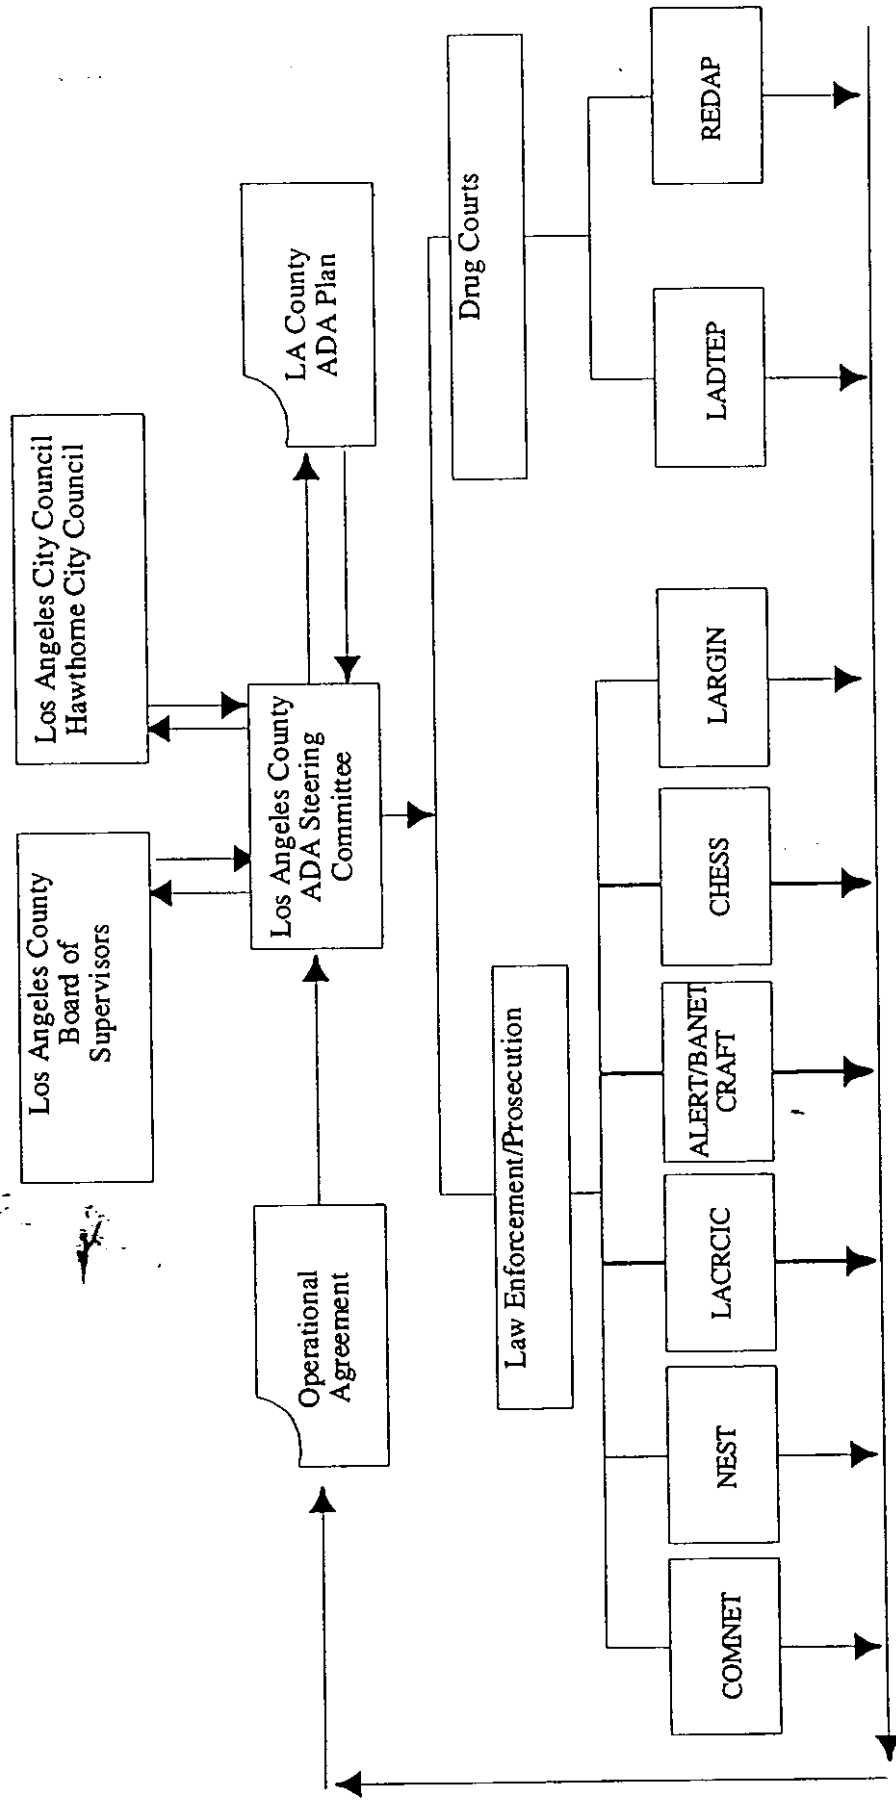 Los Angeles County
Board of
Supervisors
Los Angeles City Council
Hawthorne City Council
Operational
Agreement
Los Angeles County
ADA Steering
Committee
LA County
ADA Plan
Law Enforcement/Prosecution
Drug Courts
COMNET
NEST
LACRCIC
ALERT/BANET
CRAFT
CHESS
LARGIN
LADTEP
REDAP